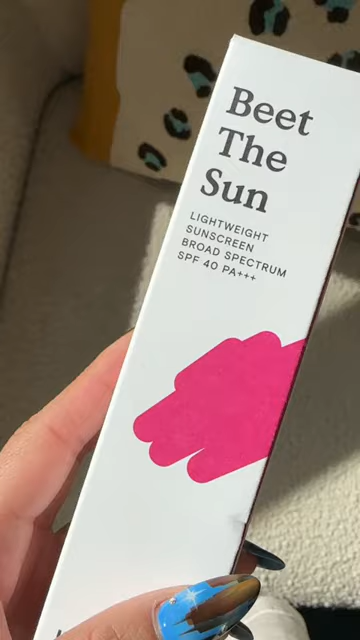 Beet
The
Sun
LIGHTWEIGHT
SUNSCREEN
BROAD SPECTRUM
SPF 40 PA+++